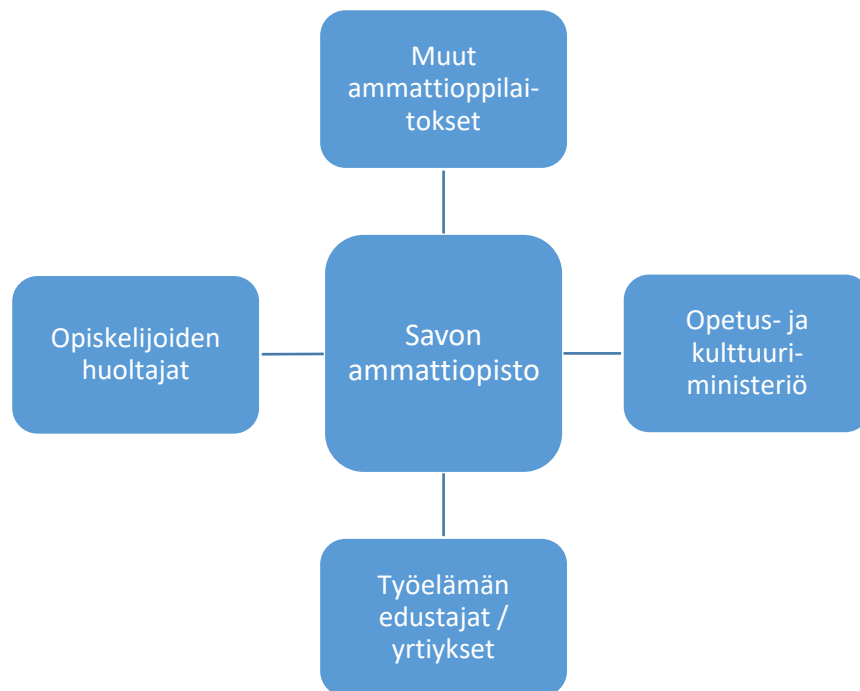 Muut
ammattioppilai-
tokset
Opiskelijoiden
huoltajat
Savon
ammattiopisto
Opetus- ja
kulttuuri-
ministeriö
Työelämän
edustajat /
yrtiykset